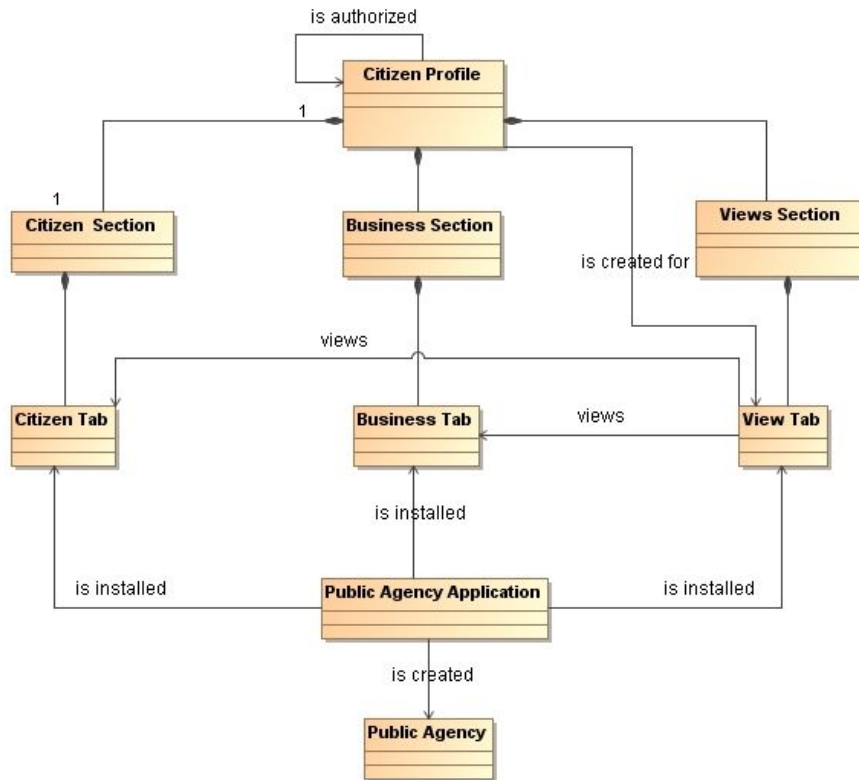 is authorized
Citizen Profile
1
1
Citizen  Section
Business Section
Views Section
is created for
views
Citizen Tab
Business Tab
views
View Tab
is installed
is installed
Public Agency Application
is installed
is created
Public Agency